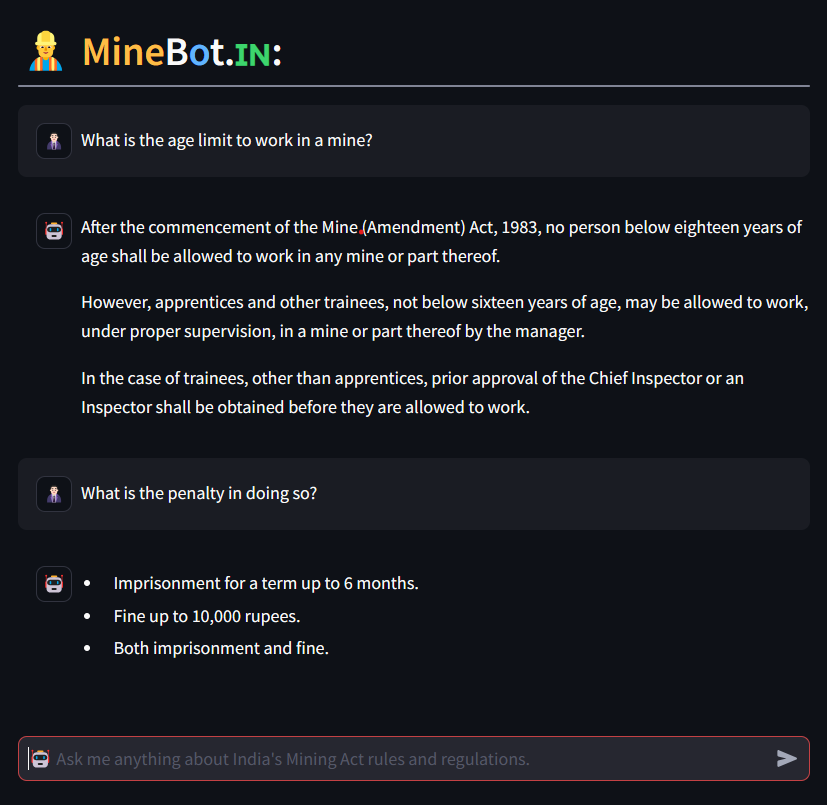 MineBot.IN:
What is the age limit to work in a mine?
After the commencement of the Mine (Amendment) Act, 1983, no person below eighteen years of
age shall be allowed to work in any mine or part thereof.
However, apprentices and other trainees, not below sixteen years of age, may be allowed to work,
under proper supervision, in a mine or part thereof by the manager.
In the case of trainees, other than apprentices, prior approval of the Chief Inspector or an
Inspector shall be obtained before they are allowed to work.
What is the penalty in doing so?
• Imprisonment for a term up to 6 months.
• Fine up to 10,000 rupees.
• Both imprisonment and fine.
Ask me anything about India's Mining Act rules and regulations.